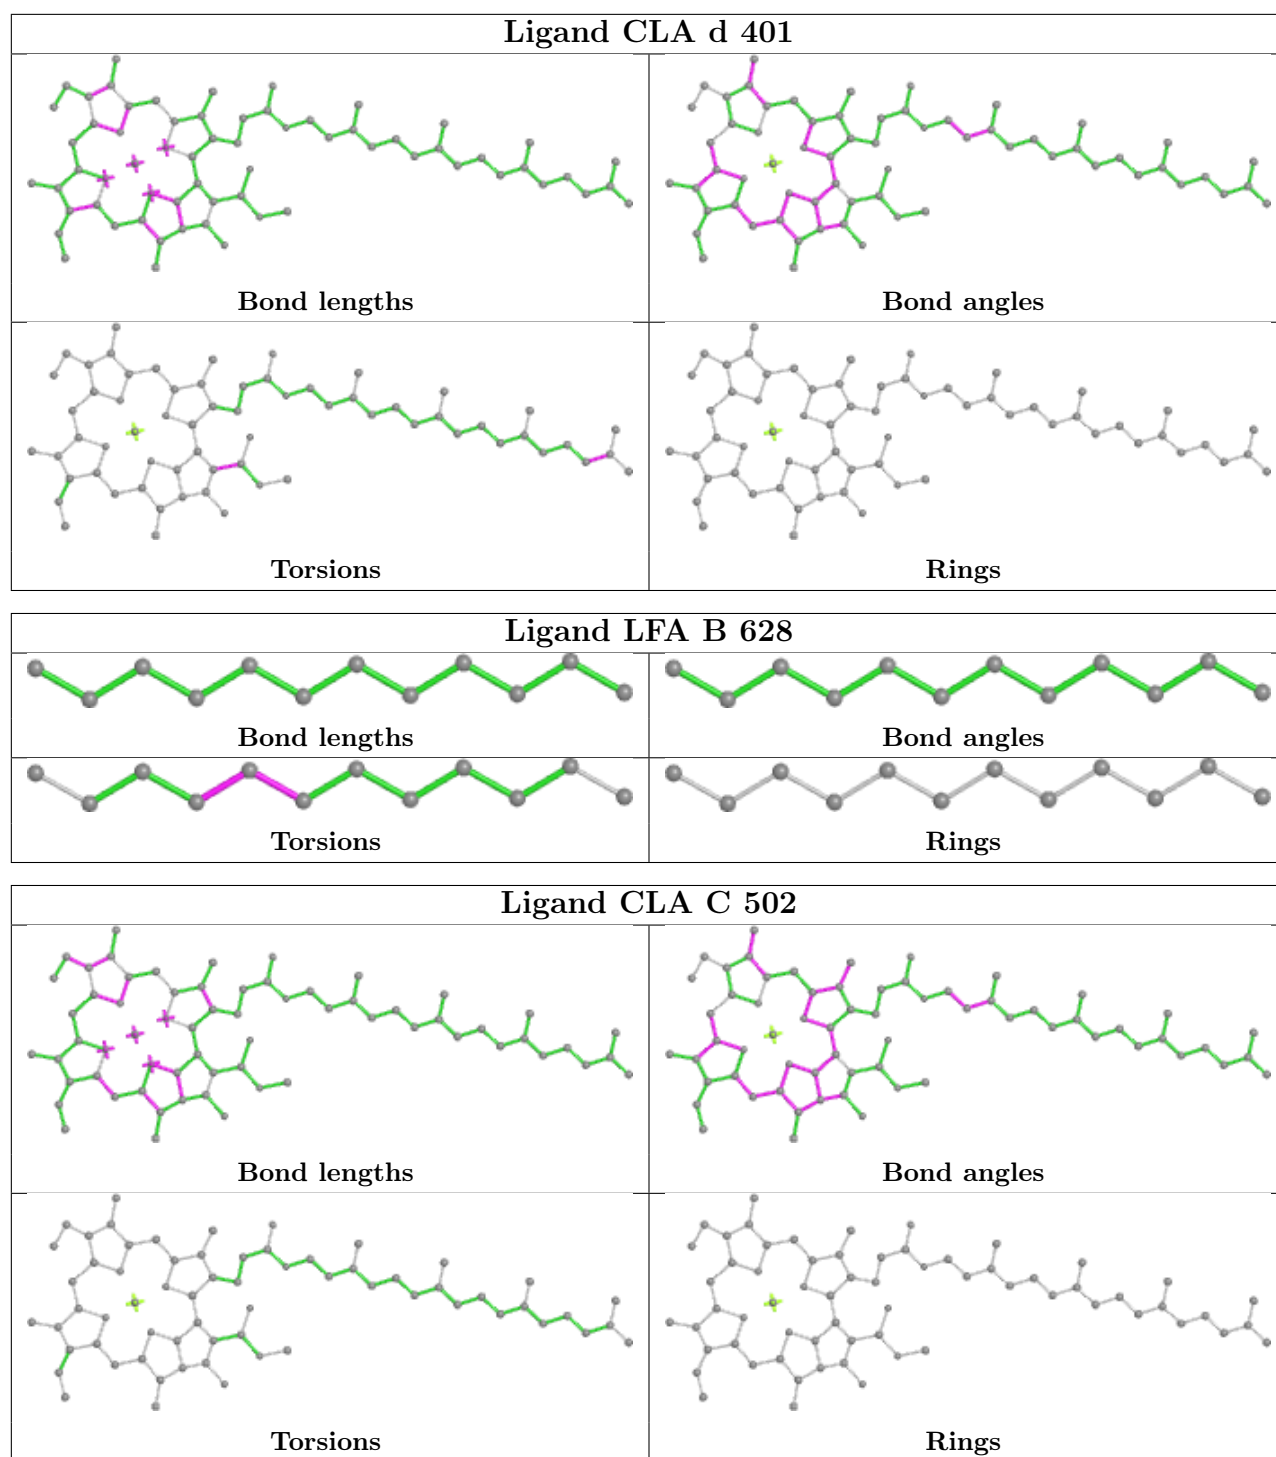 Ligand CLA d 401
Bond lengths
Bond angles
Torsions
Rings
Ligand LFA B 628
Bond lengths
Bond angles
Torsions
Rings
Ligand CLA C 502
Bond lengths
Bond angles
Torsions
Rings